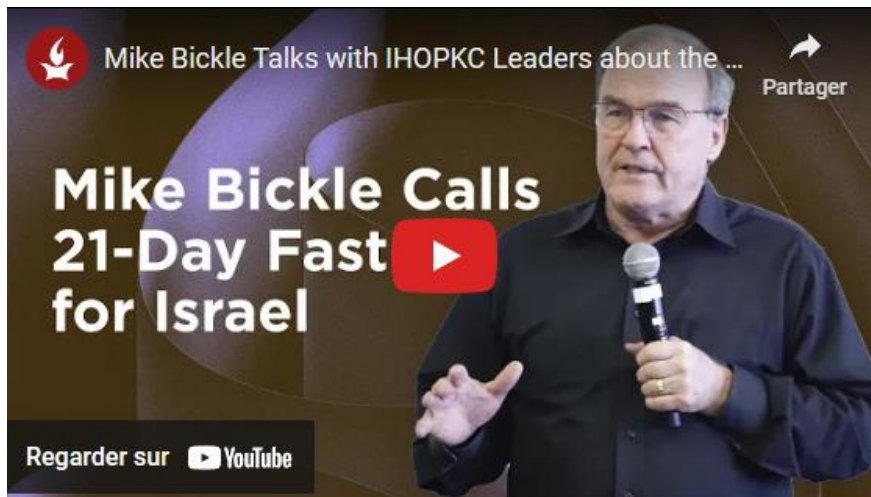 Mike Bickle Talks with IHOPKC Leaders about the ...
Partager
Mike Bickle Calls
21-Day Fast
for Israel
Regarder sur YouTube